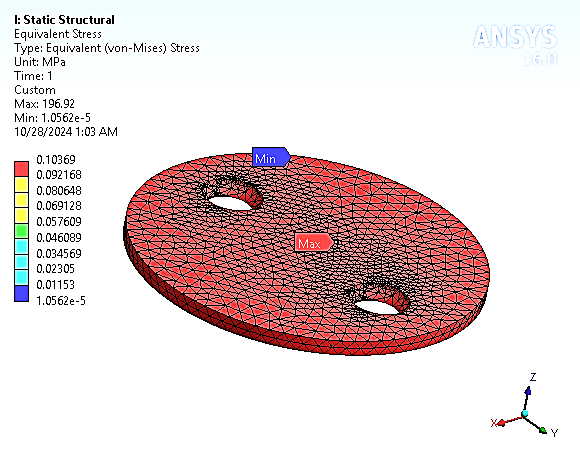 I: Static Structural
Equivalent Stress
Type: Equivalent (von-Mises) Stress
Unit: MPa
Time: 1
Custom
Max: 196.92
Min: 1.0562e-5
10/28/2024 1:03 AM
ANSYS
16.0
0.10369
0.092168
0.080648
0.069128
0.057609
0.046089
0.034569
0.02305
0.01153
1.0562e-5
Min
Max
Z
X
Y